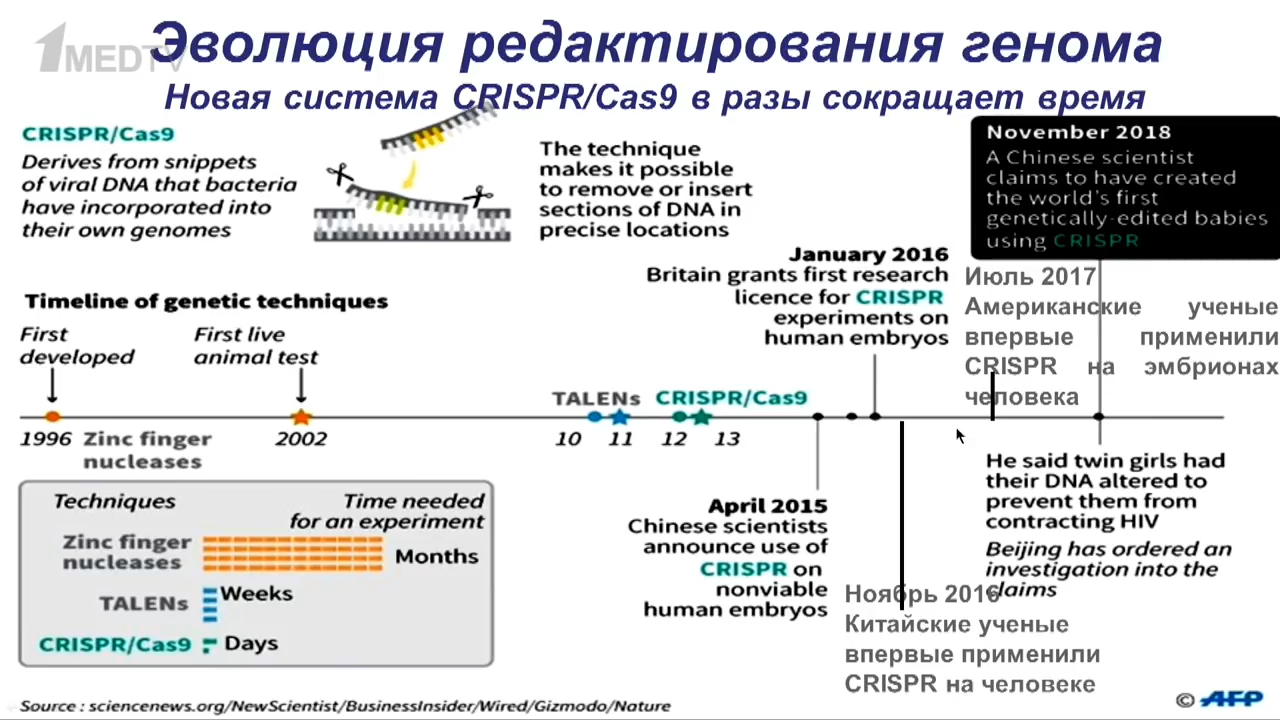 1MEDTV
Эволюция редактирования генома
Новая система CRISPR/Cas9 в разы сокращает время
CRISPR/Cas9
Derives from snippets
of viral DNA that bacteria
have incorporated into
their own genomes
The technique
makes it possible
to remove or insert
sections of DNA in
precise locations
November 2018
A Chinese scientist
claims to have created
the world's first
genetically-edited babies
using CRISPR
January 2016
Britain grants first research
licence for CRISPR
experiments on
human embryos
Июль 2017
Американские ученые
впервые применили
CRISPR на эмбрионах
человека
Timeline of genetic techniques
First
developed
First live
animal test
TALENs
CRISPR/Cas9
1996
Zinc finger
nucleases
2002
10 11 12 13
Techniques
Time needed
for an experiment
Zinc finger
nucleases
Months
TALENs
Weeks
CRISPR/Cas9
Days
April 2015
Chinese scientists
announce use of
CRISPR on
nonviable
human embryos
Ноябрь 2016
Китайские ученые
впервые применили
CRISPR на человеке
He said twin girls had
their DNA altered to
prevent them from
contracting HIV
Beijing has ordered an
investigation into the
claims
Source : sciencenews.org/NewScientist/BusinessInsider/Wired/Gizmodo/Nature
© AFP